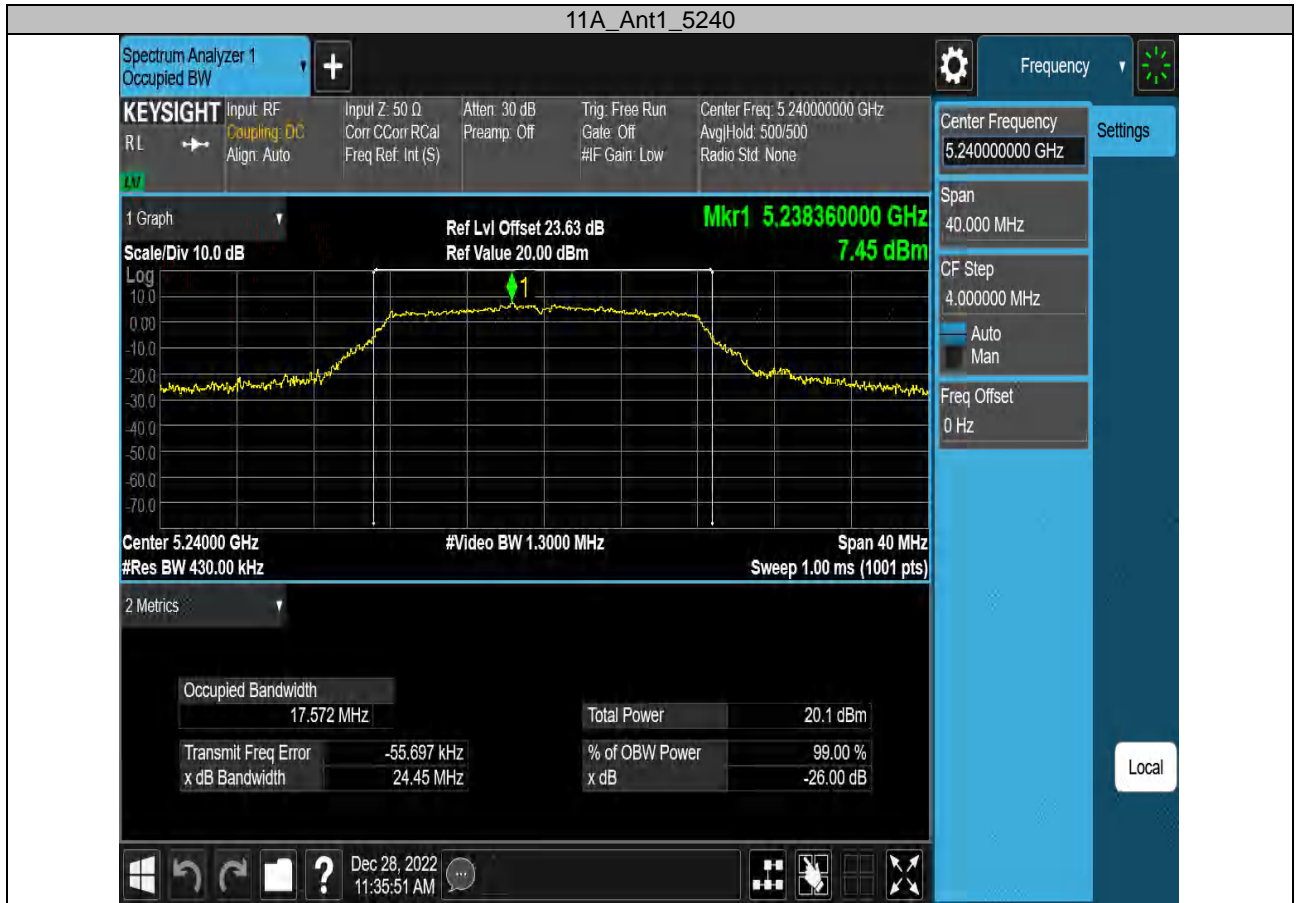 11A_Ant1_5240
Spectrum Analyzer 1
Occupied BW
+
Frequency
KEYSIGHT
RL
Input: RF
Coupling: DC
Align: Auto
Input Z: 50 Ω
Corr CCorr RCal
Freq Ref: Int (S)
Atten: 30 dB
Preamp: Off
Trig: Free Run
Gate: Off
#IF Gain: Low
Center Freq: 5.240000000 GHz
Avg|Hold: 500/500
Radio Std: None
Center Frequency
5.240000000 GHz
Settings
Span
40.000 MHz
CF Step
4.000000 MHz
Auto
Man
Freq Offset
0 Hz
Local
1 Graph
Scale/Div 10.0 dB
Ref Lvl Offset 23.63 dB
Ref Value 20.00 dBm
Mkr1 5.238360000 GHz
7.45 dBm
Log
10.0
0.00
-10.0
-20.0
-30.0
-40.0
-50.0
-60.0
-70.0
1
Center 5.24000 GHz
#Video BW 1.3000 MHz
Span 40 MHz
#Res BW 430.00 kHz
Sweep 1.00 ms (1001 pts)
2 Metrics
Occupied Bandwidth
17.572 MHz
Total Power 20.1 dBm
Transmit Freq Error -55.697 kHz
% of OBW Power 99.00 %
x dB Bandwidth 24.45 MHz
x dB -26.00 dB
?
Dec 28, 2022
11:35:51 AM